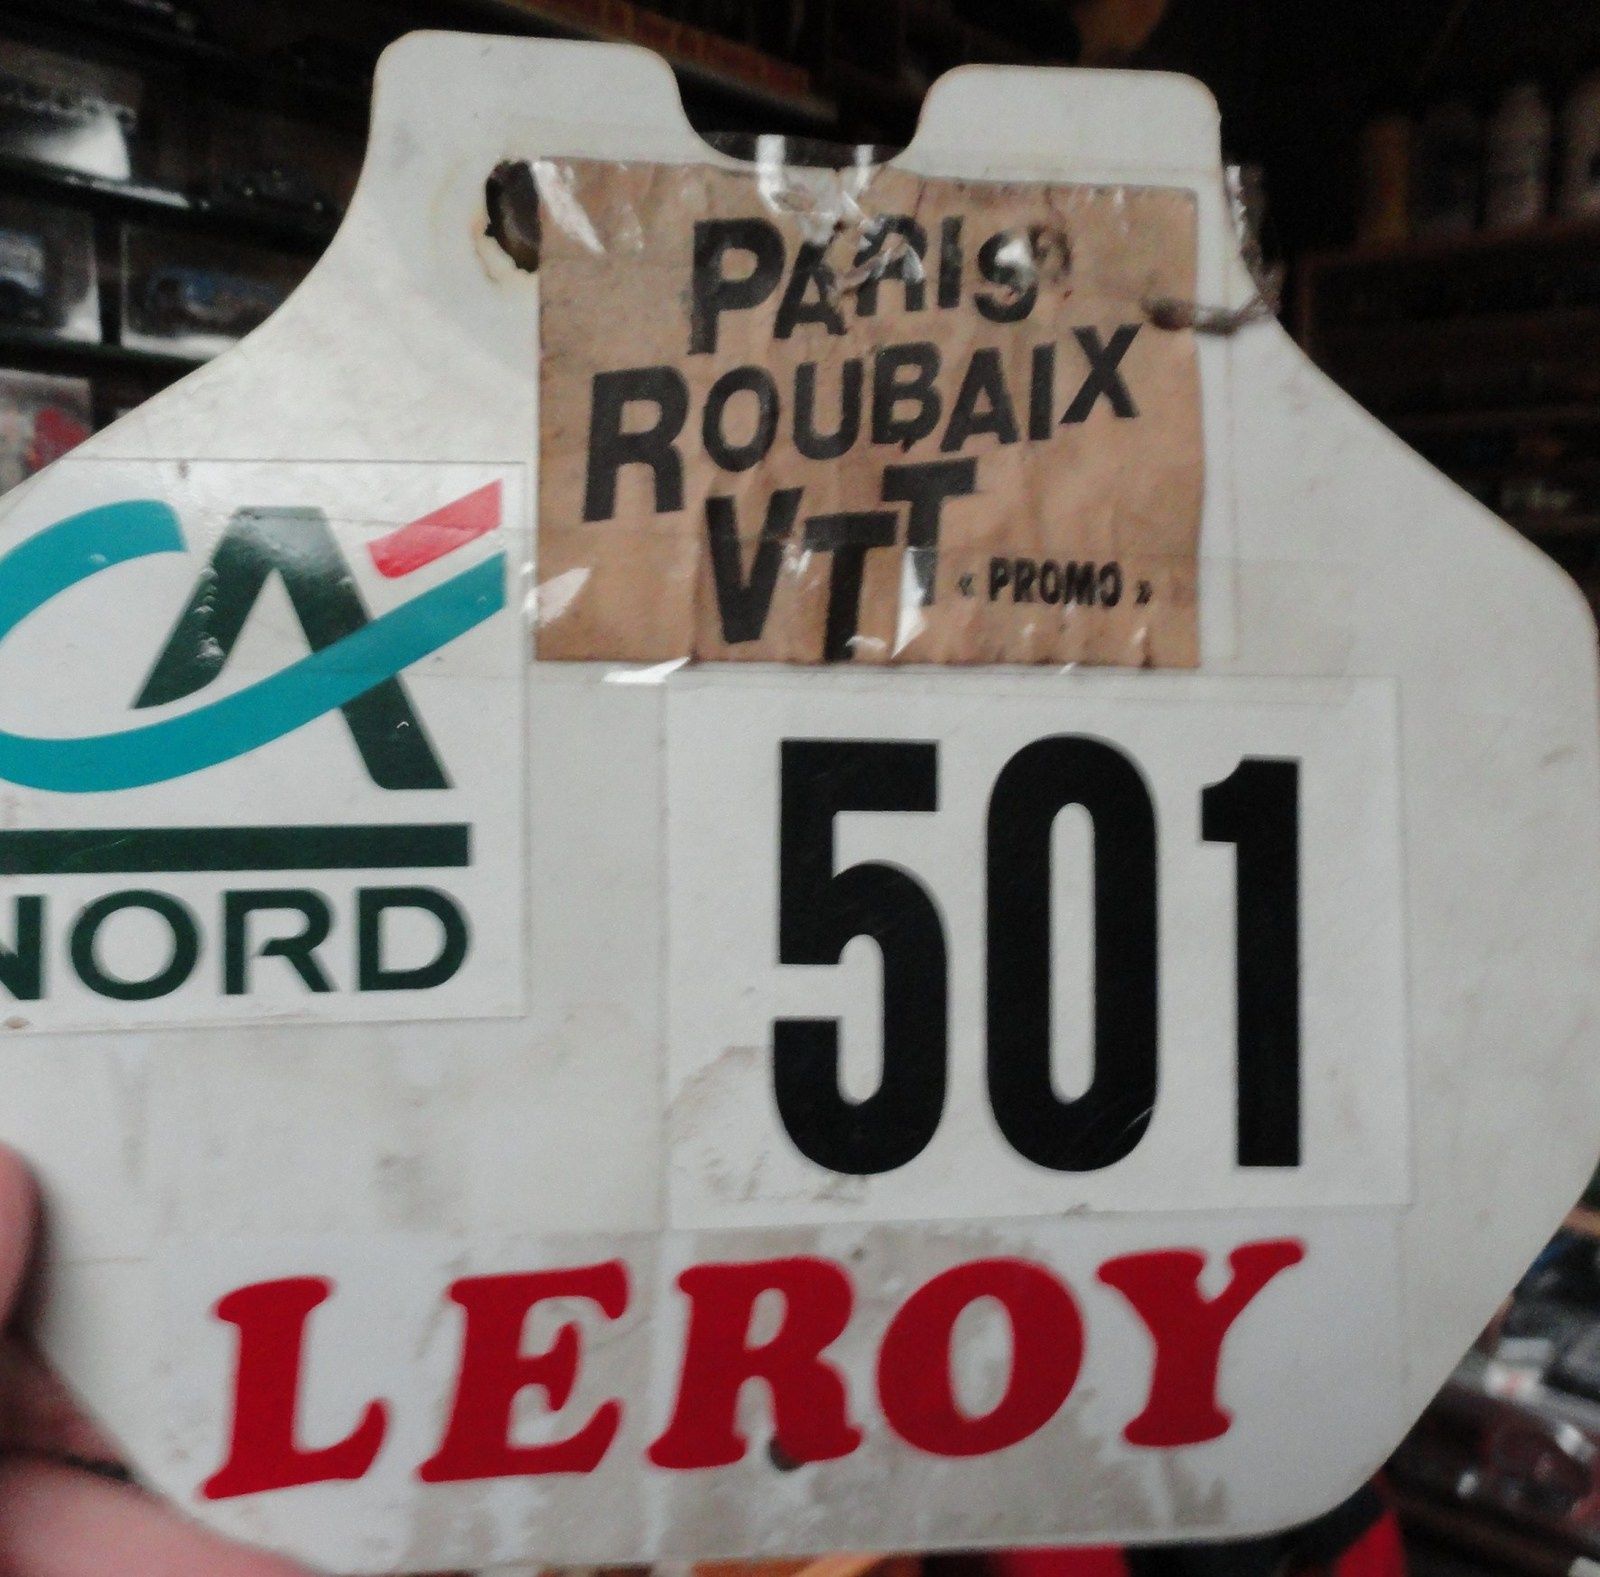 PARIS
ROUBAIX
VTT « PROMO »
CA
NORD
501
LEROY